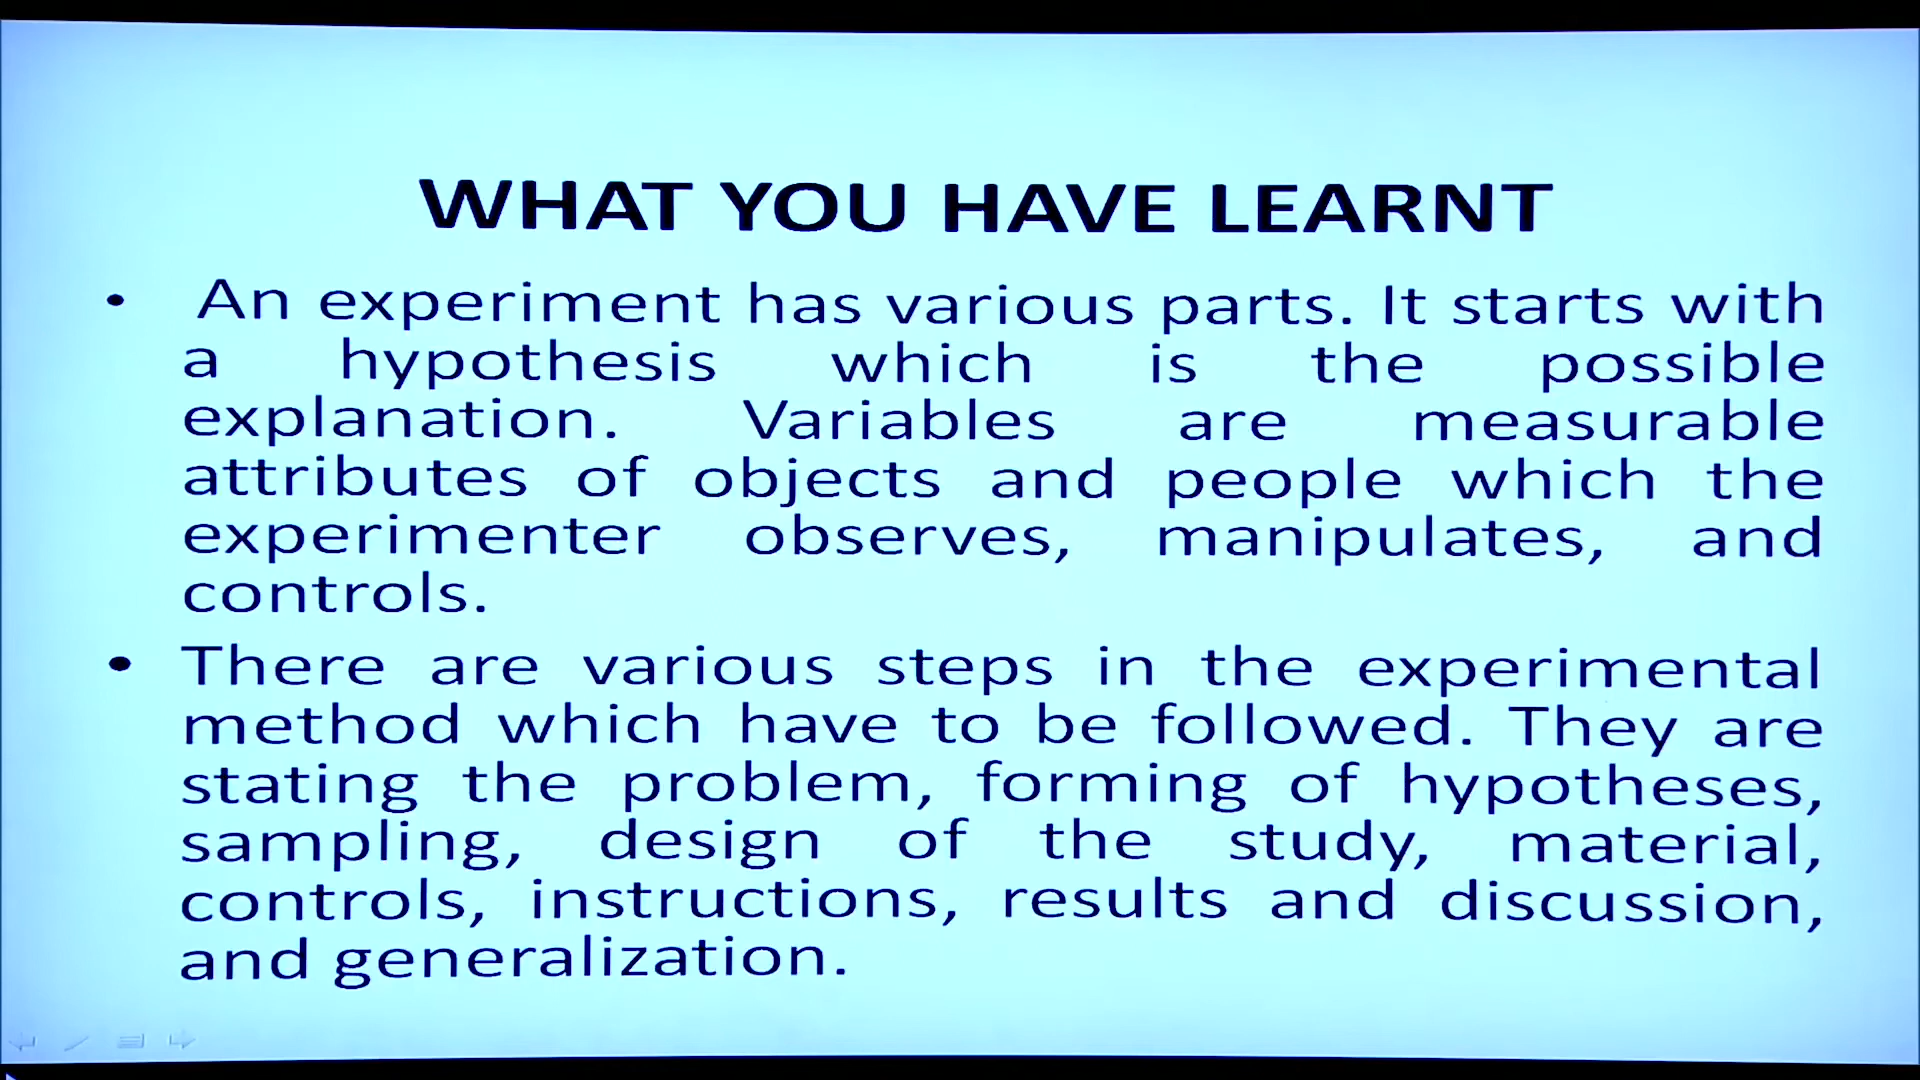 WHAT YOU HAVE LEARNT
• An experiment has various parts. It starts with
a hypothesis which is the possible
explanation. Variables are measurable
attributes of objects and people which the
experimenter observes, manipulates, and
controls.
• There are various steps in the experimental
method which have to be followed. They are
stating the problem, forming of hypotheses,
sampling, design of the study, material,
controls, instructions, results and discussion,
and generalization.